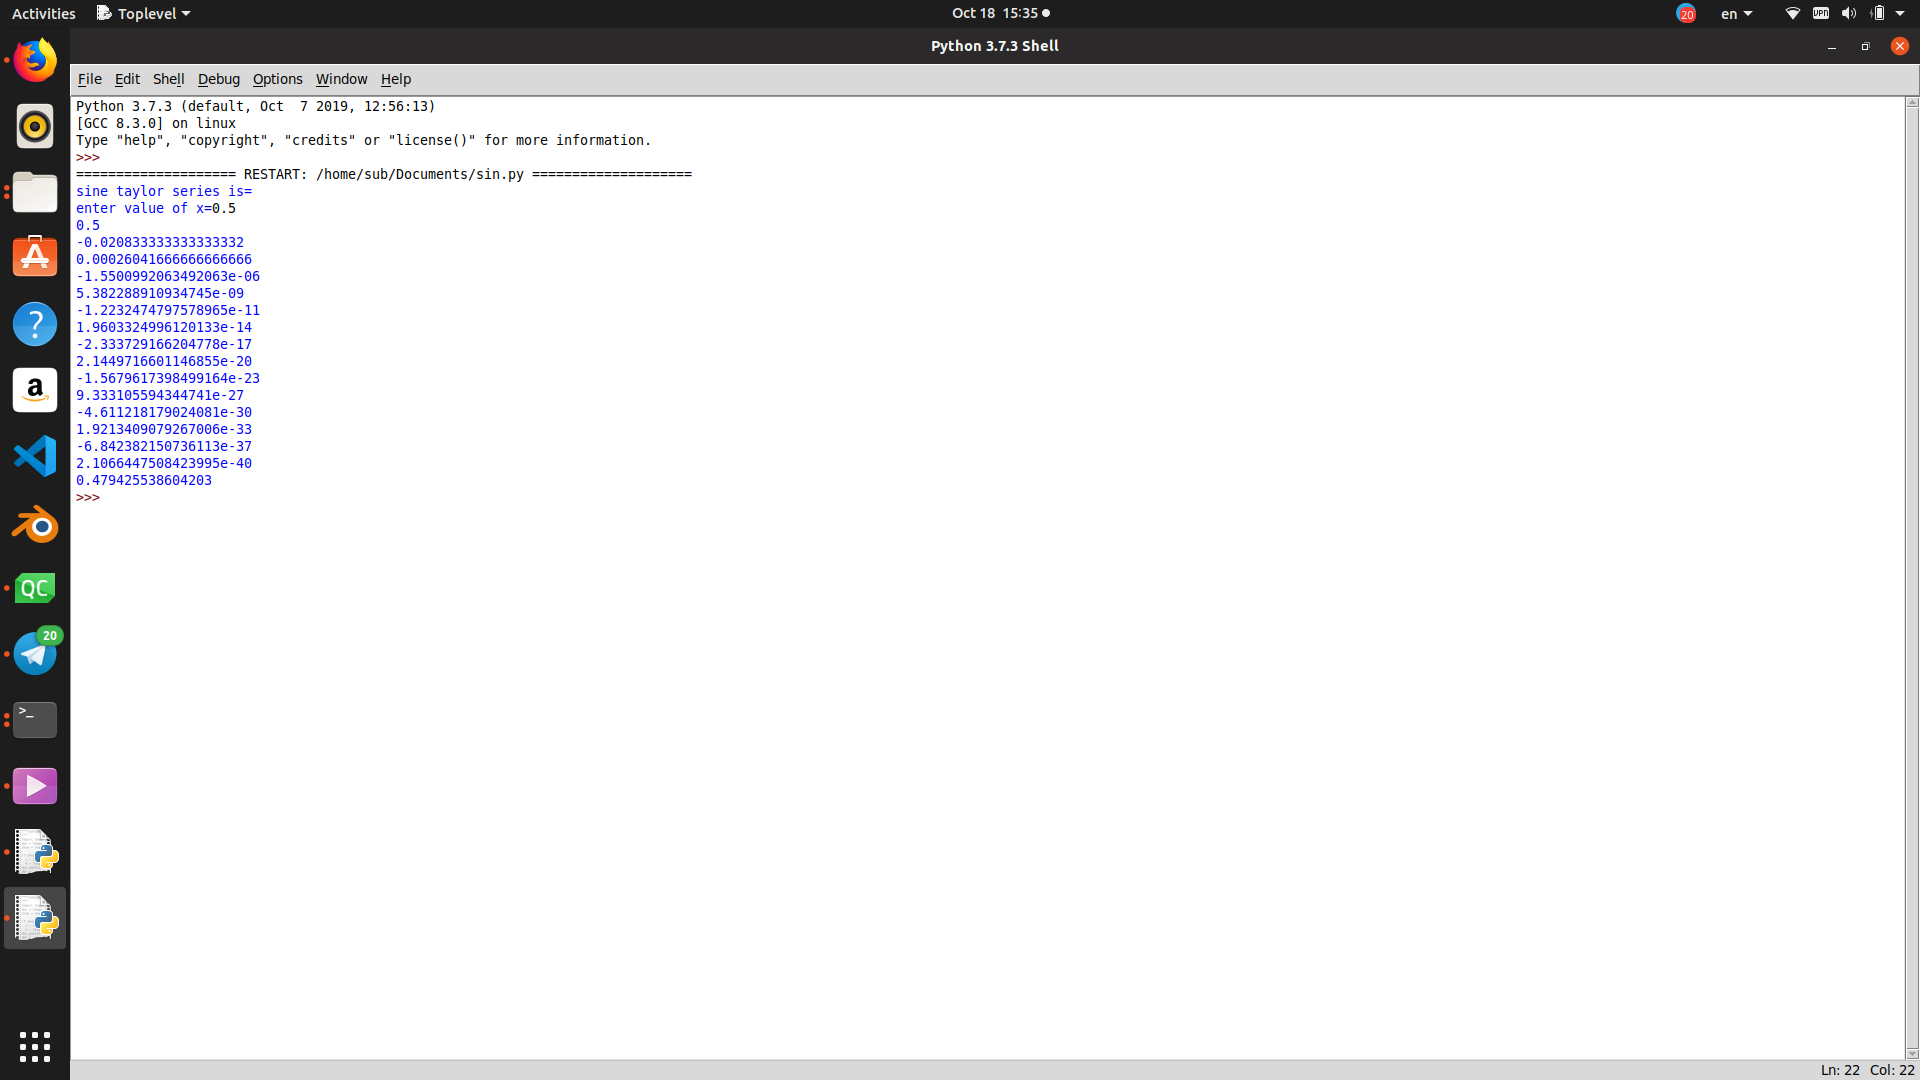 Activities Toplevel Oct 18 15:35 20 en VPN
Python 3.7.3 Shell
File Edit Shell Debug Options Window Help
Python 3.7.3 (default, Oct  7 2019, 12:56:13)
[GCC 8.3.0] on linux
Type "help", "copyright", "credits" or "license()" for more information.
>>>
==================== RESTART: /home/sub/Documents/sin.py ====================
sine taylor series is=
enter value of x=0.5
0.5
-0.020833333333333332
0.00026041666666666666
-1.5500992063492063e-06
5.382288910934745e-09
-1.2232474797578965e-11
1.9603324996120133e-14
-2.333729166204778e-17
2.1449716601146855e-20
-1.5679617398499164e-23
9.333105594344741e-27
-4.611218179024081e-30
1.9213409079267006e-33
-6.842382150736113e-37
2.1066447508423995e-40
0.479425538604203
>>>
?
a
QC
20
>_
Ln: 22 Col: 22